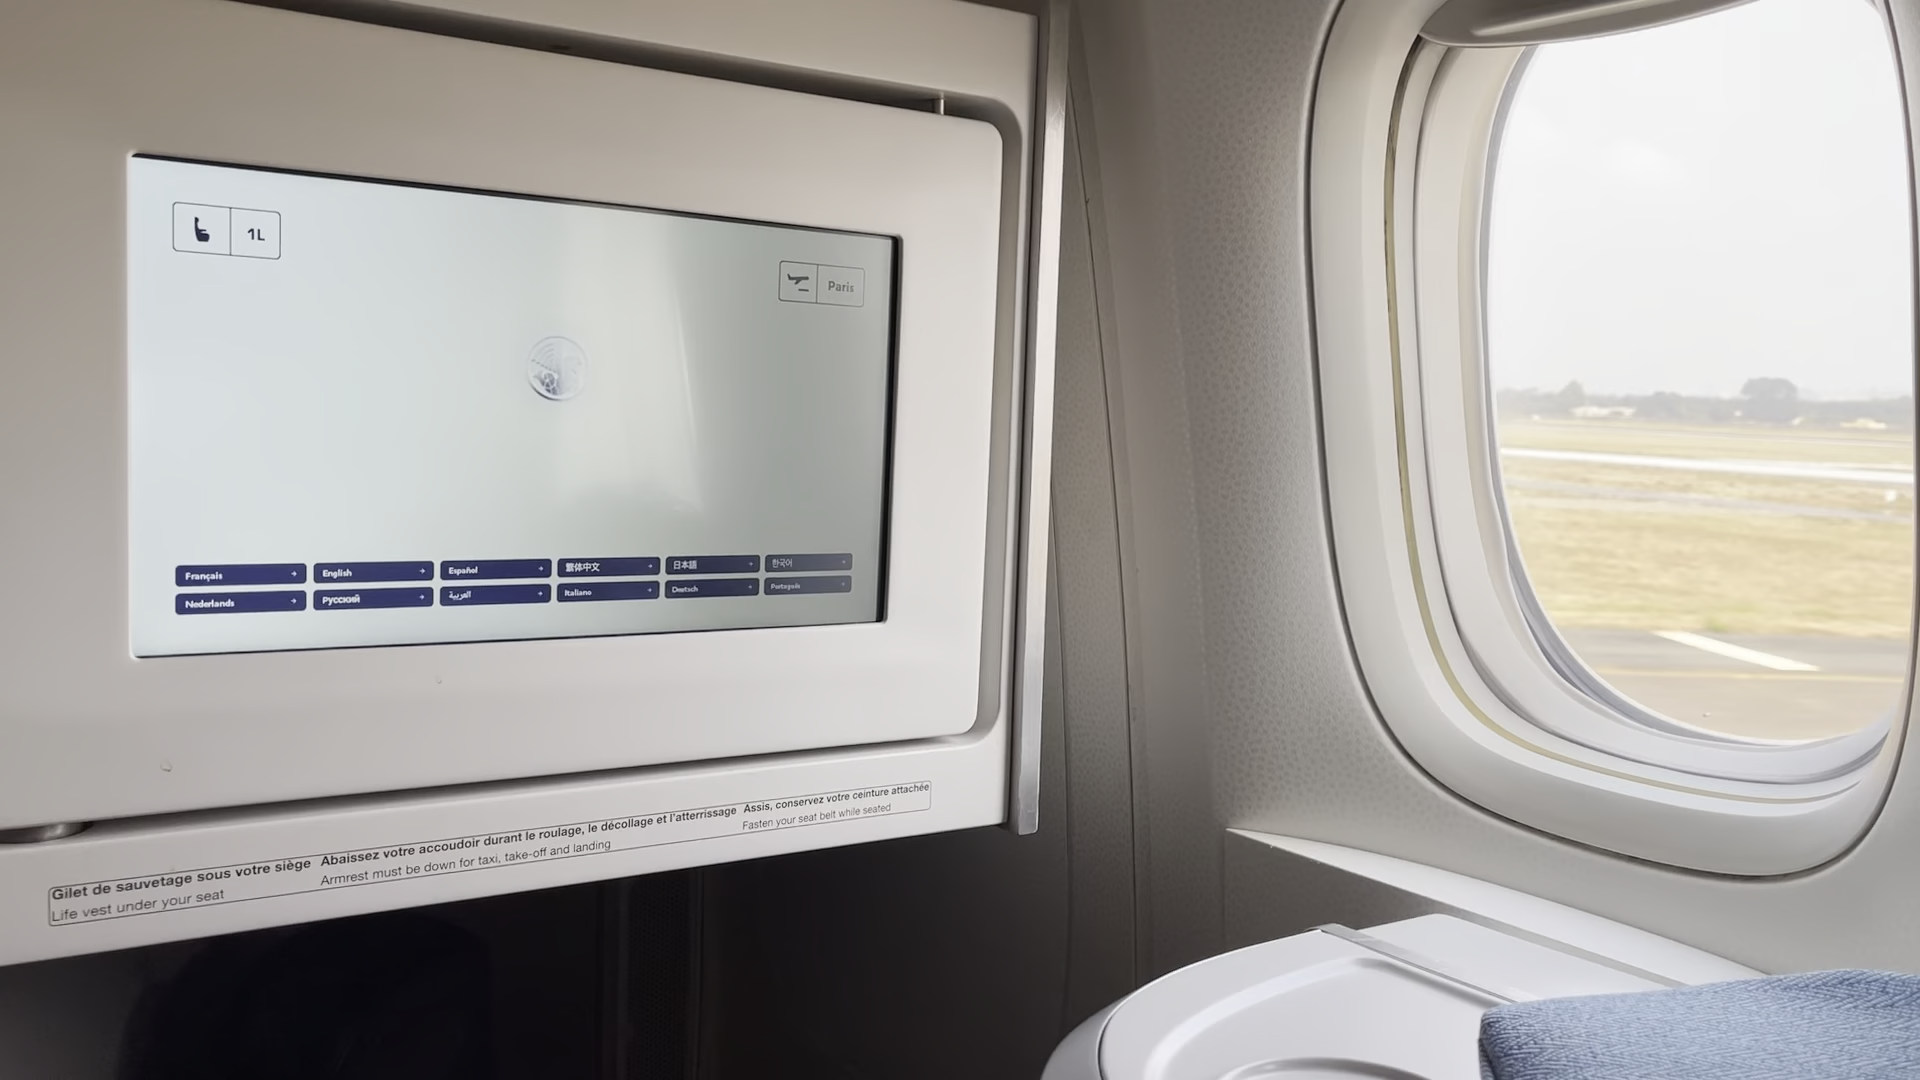 1L
Paris
Français
English
Español
繁体中文
日本語
한국어
Nederlands
Русский
العربية
Italiano
Deutsch
Português
Gilet de sauvetage sous votre siège
Life vest under your seat
Abaissez votre accoudoir durant le roulage, le décollage et l'atterrissage
Armrest must be down for taxi, take-off and landing
Assis, conservez votre ceinture attachée
Fasten your seat belt while seated